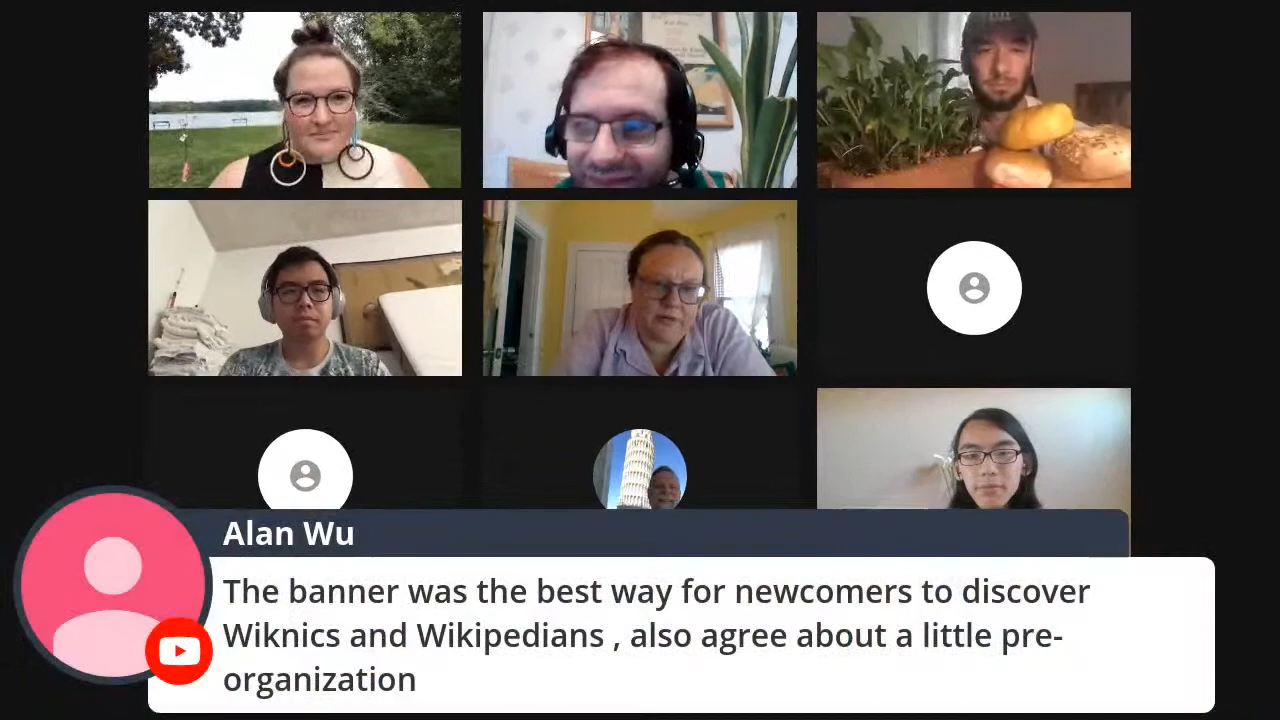 Alan Wu
The banner was the best way for newcomers to discover
Wiknics and Wikipedians , also agree about a little pre-
organization